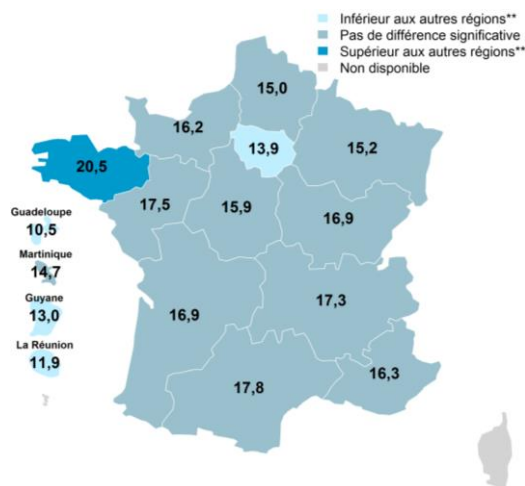 Inférieur aux autres régions**
Pas de différence significative
Supérieur aux autres régions**
Non disponible
15,0
16,2
13,9
15,2
20,5
17,5
15,9
16,9
Guadeloupe
10,5
Martinique
14,7
Guyane
13,0
La Réunion
11,9
16,9
17,3
17,8
16,3